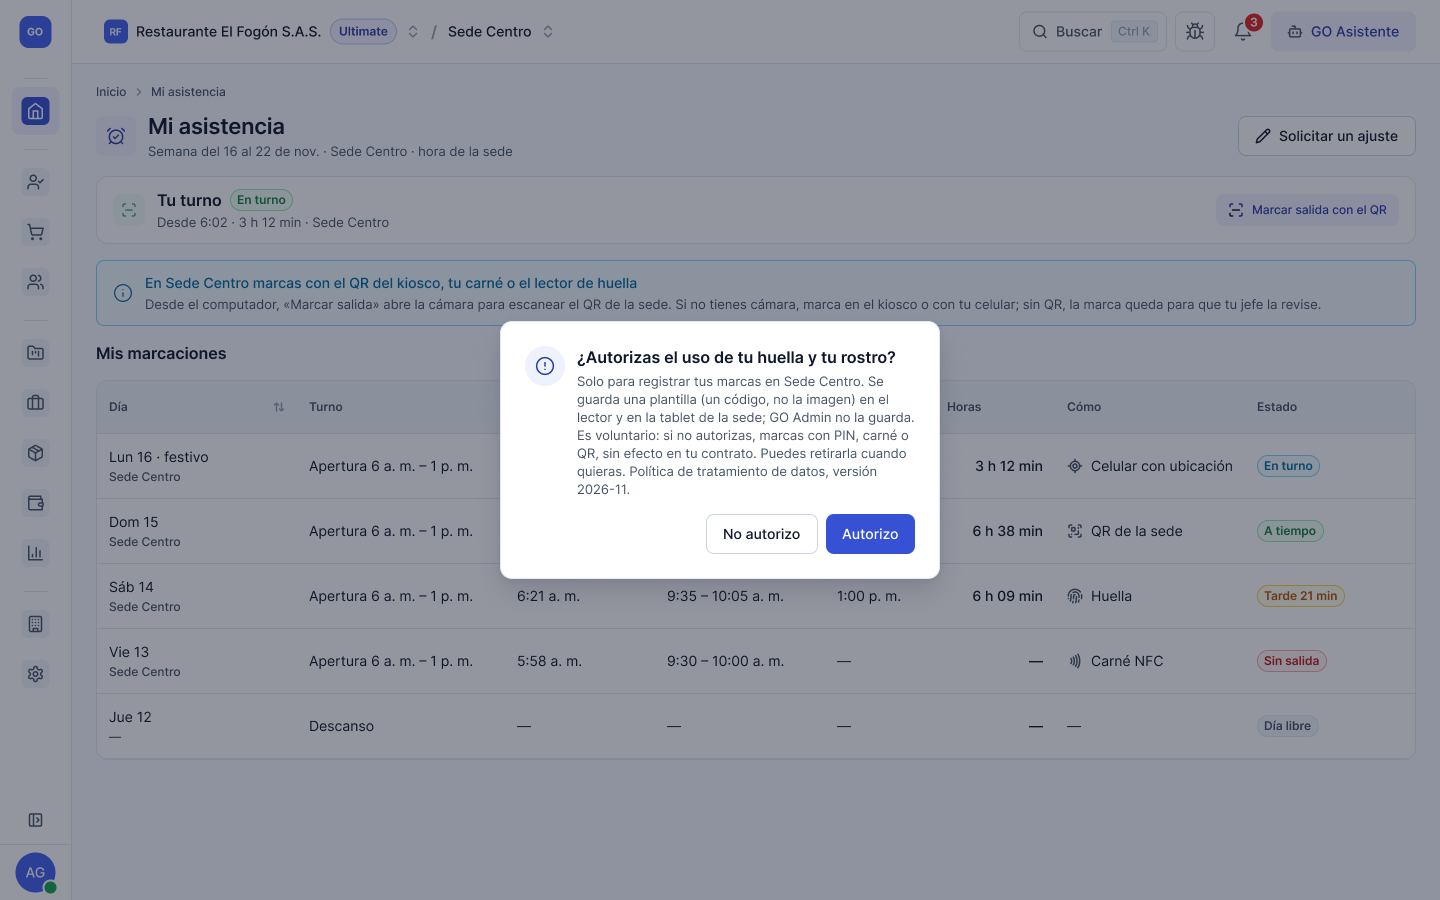 GO
RF Restaurante El Fogón S.A.S. Ultimate / Sede Centro
Buscar Ctrl K
3
GO Asistente
Inicio > Mi asistencia
Mi asistencia
Semana del 16 al 22 de nov. · Sede Centro · hora de la sede
Solicitar un ajuste
Tu turno En turno
Desde 6:02 · 3 h 12 min · Sede Centro
Marcar salida con el QR
En Sede Centro marcas con el QR del kiosco, tu carné o el lector de huella
Desde el computador, «Marcar salida» abre la cámara para escanear el QR de la sede. Si no tienes cámara, marca en el kiosco o con tu celular; sin QR, la marca queda para que tu jefe la revise.
Mis marcaciones
¿Autorizas el uso de tu huella y tu rostro?
Solo para registrar tus marcas en Sede Centro. Se
guarda una plantilla (un código, no la imagen) en el
lector y en la tablet de la sede; GO Admin no la guarda.
Es voluntario: si no autorizas, marcas con PIN, carné o
QR, sin efecto en tu contrato. Puedes retirarla cuando
quieras. Política de tratamiento de datos, versión
2026-11.
No autorizo
Autorizo
Día Turno Horas Cómo Estado
Lun 16 · festivo
Sede Centro
Apertura 6 a. m. – 1 p. m. 3 h 12 min Celular con ubicación En turno
Dom 15
Sede Centro
Apertura 6 a. m. – 1 p. m. 6 h 38 min QR de la sede A tiempo
Sáb 14
Sede Centro
Apertura 6 a. m. – 1 p. m. 6:21 a. m. 9:35 – 10:05 a. m. 1:00 p. m. 6 h 09 min Huella Tarde 21 min
Vie 13
Sede Centro
Apertura 6 a. m. – 1 p. m. 5:58 a. m. 9:30 – 10:00 a. m. — — Carné NFC Sin salida
Jue 12
—
Descanso — — — — — Día libre
AG